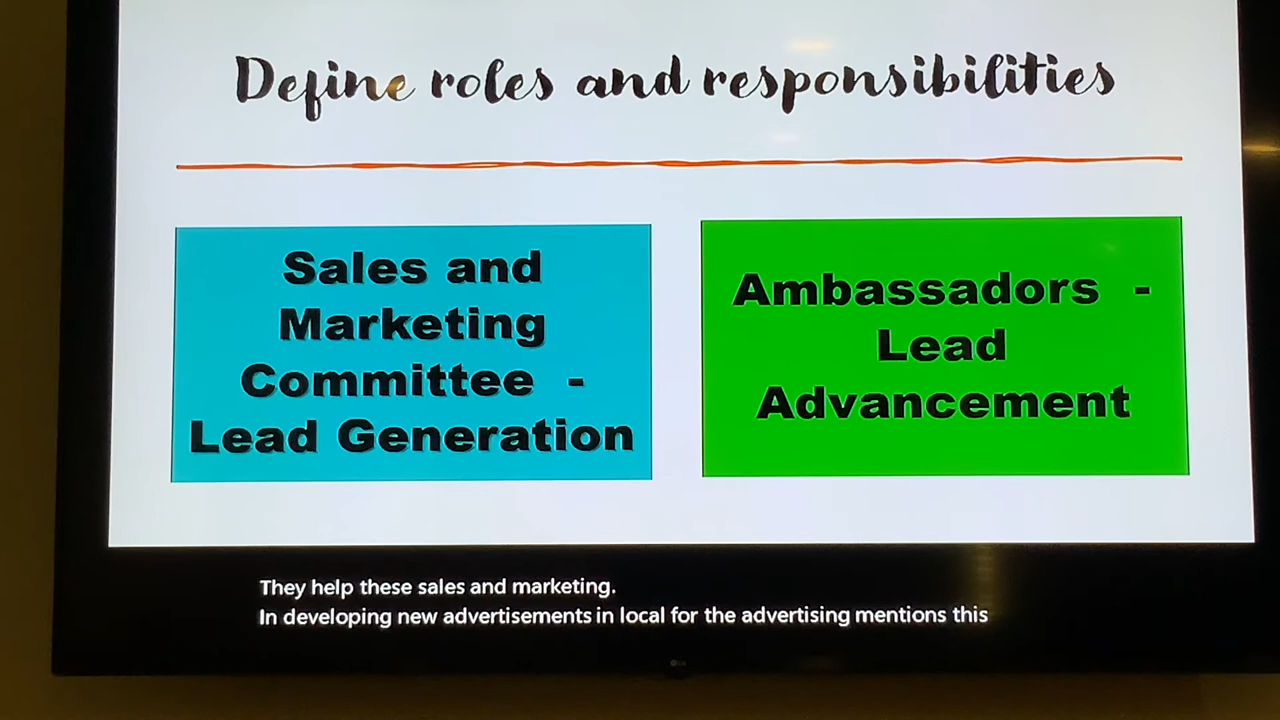 Define roles and responsibilities
Sales and
Marketing
Committee -
Lead Generation
Ambassadors -
Lead
Advancement
They help these sales and marketing.
In developing new advertisements in local for the advertising mentions this
LG